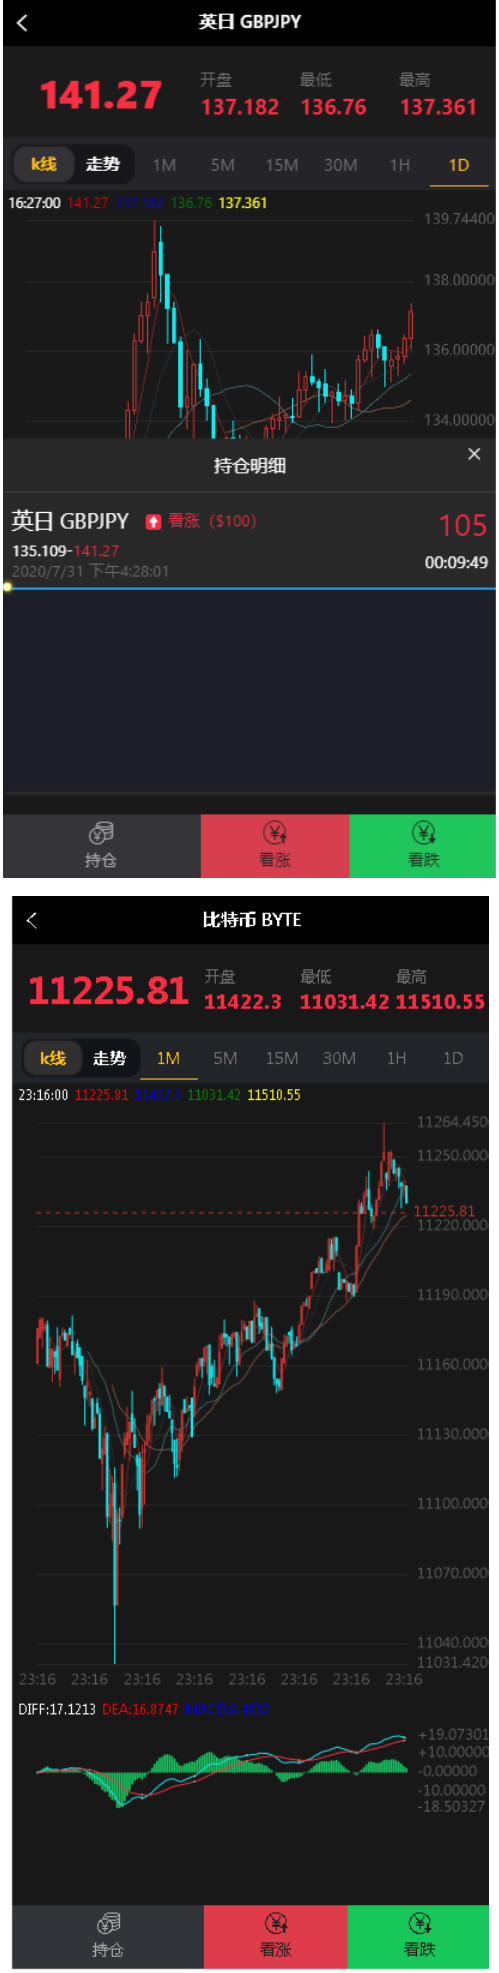 英日 GBPJPY
141.27
开盘 最低 最高
137.182 136.76 137.361
k线 走势 1M 5M 15M 30M 1H 1D
16:27:00 141.27 137.182 136.76 137.361
139.74400
138.00000
136.00000
134.00000
持仓明细 ×
英日 GBPJPY 看涨 ($100) 105
135.109-141.27 00:09:49
2020/7/31 下午4:28:01
持仓 看涨 看跌
比特币 BYTE
11225.81
开盘 最低 最高
11422.3 11031.42 11510.55
k线 走势 1M 5M 15M 30M 1H 1D
23:16:00 11225.81 11422.3 11031.42 11510.55
11264.450
11250.000
11225.81
11220.000
11190.000
11160.000
11130.000
11100.000
11070.000
11040.000
11031.420
23:16 23:16 23:16 23:16 23:16 23:16 23:16 23:16
DIFF:17.1213 DEA:16.8747
+19.07301
+10.00000
-0.00000
-10.00000
-18.50327
持仓 看涨 看跌